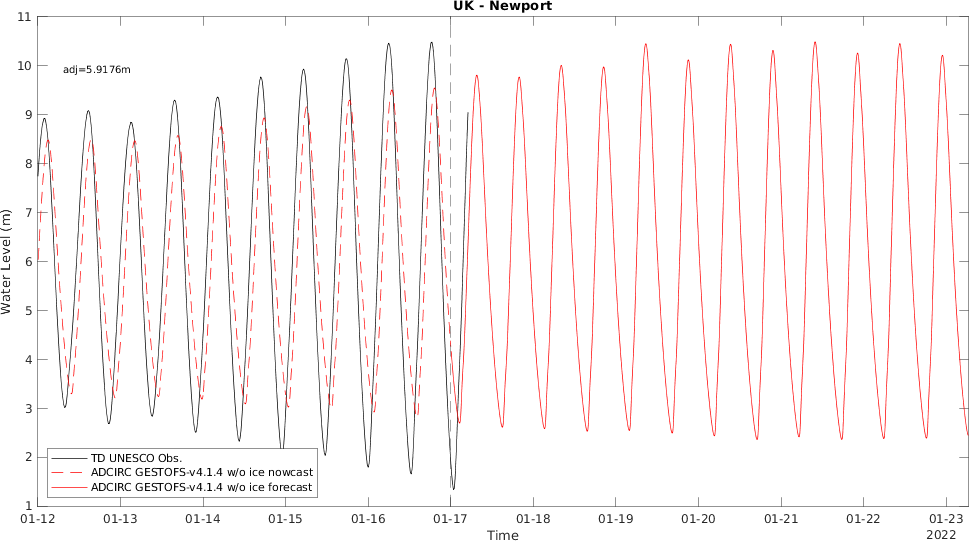 UK - Newport
11
10
9
8
7
6
5
4
3
2
1
Water Level (m)
adj=5.9176m
TD UNESCO Obs.
ADCIRC GESTOFS-v4.1.4 w/o ice nowcast
ADCIRC GESTOFS-v4.1.4 w/o ice forecast
01-12 01-13 01-14 01-15 01-16 01-17 01-18 01-19 01-20 01-21 01-22 01-23
Time
2022